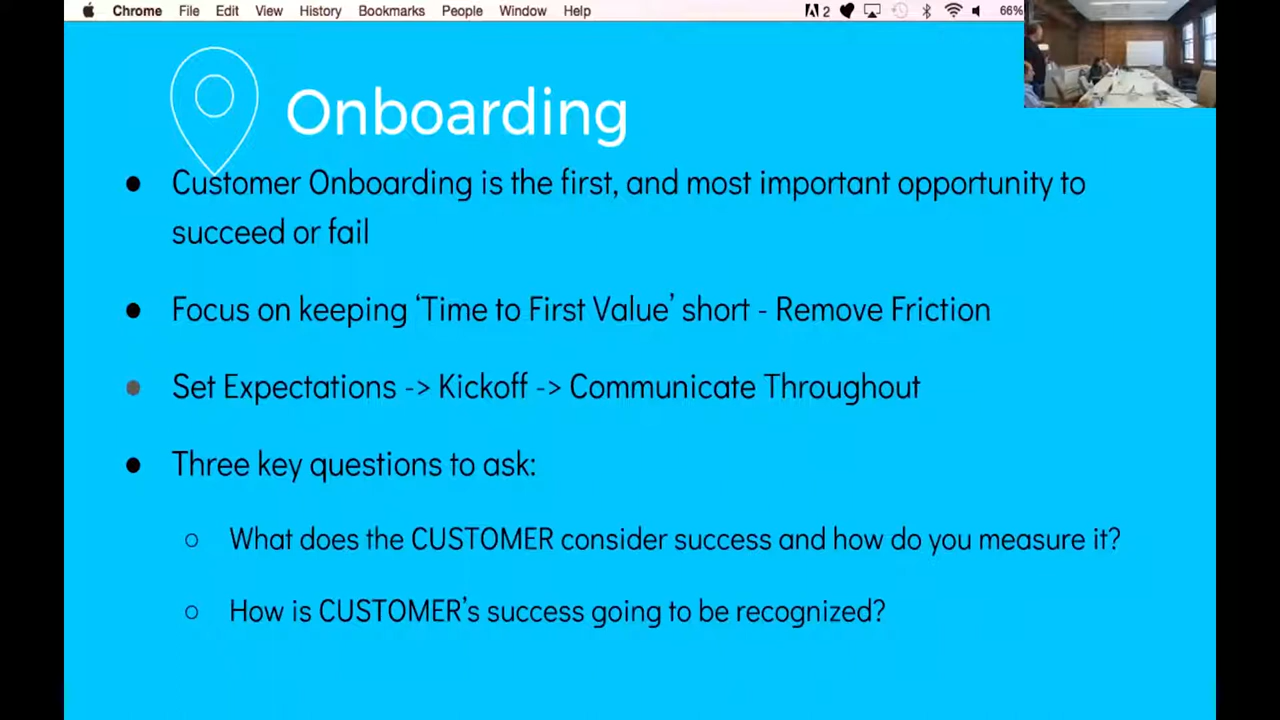 Chrome File Edit View History Bookmarks People Window Help 2 66%
Onboarding
● Customer Onboarding is the first, and most important opportunity to
succeed or fail
● Focus on keeping ‘Time to First Value’ short - Remove Friction
● Set Expectations -> Kickoff -> Communicate Throughout
● Three key questions to ask:
○ What does the CUSTOMER consider success and how do you measure it?
○ How is CUSTOMER’s success going to be recognized?